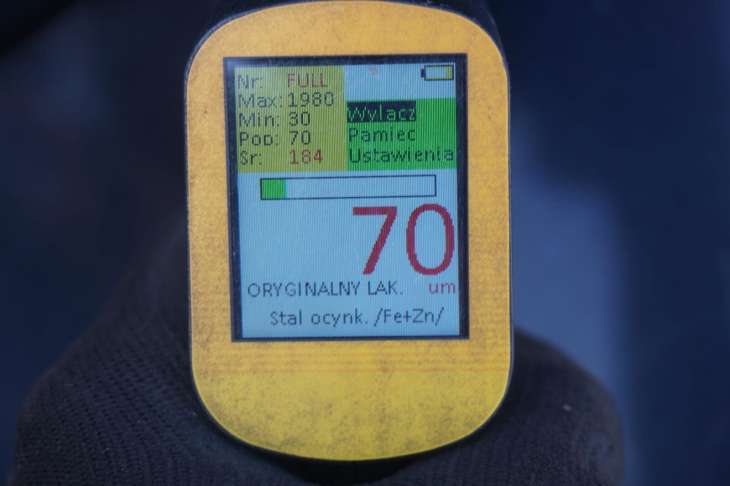 Nr: FULL
Max: 1980
Min: 30
Pop: 70
Sr: 184
Wylacz
Pamiec
Ustawienia
70
ORYGINALNY LAK. um
Stal ocynk. /Fe+Zn/